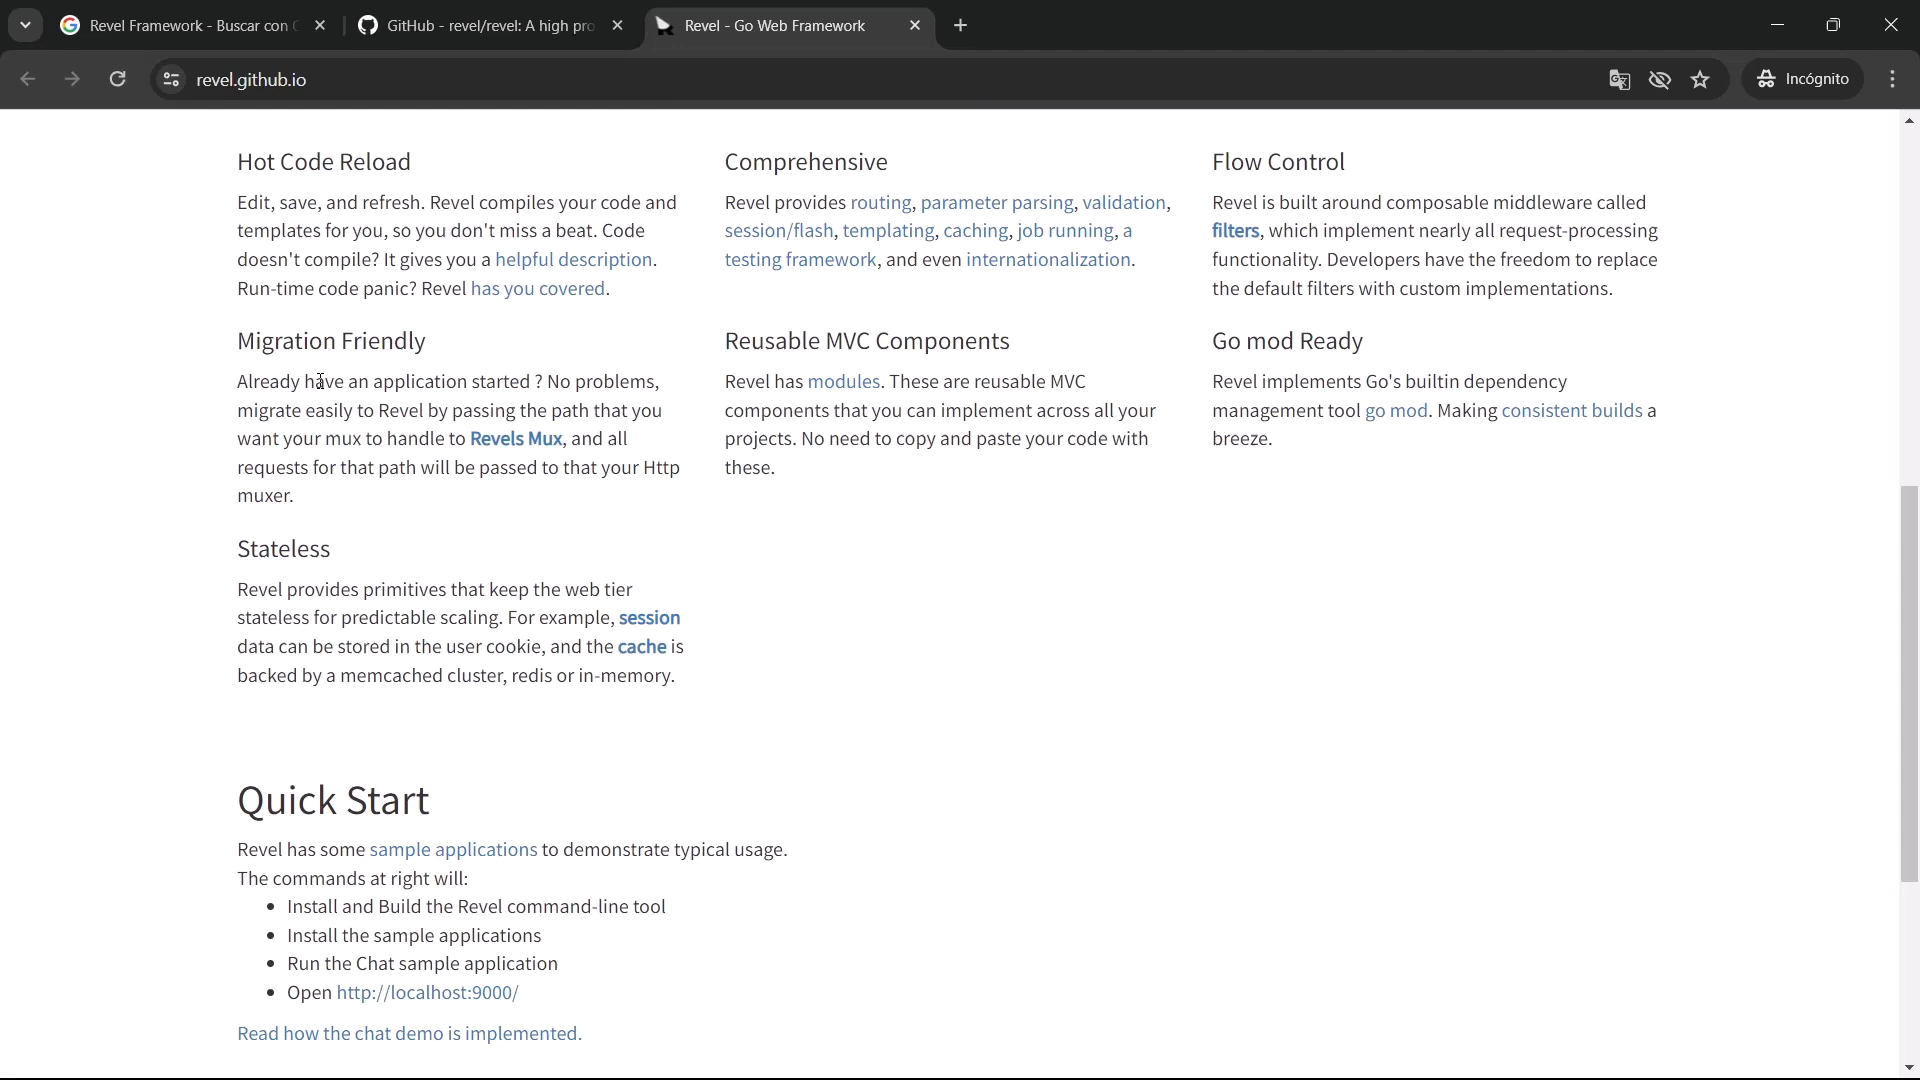 Revel Framework - Buscar con
GitHub - revel/revel: A high pro
Revel - Go Web Framework
revel.github.io
Incógnito
Hot Code Reload
Edit, save, and refresh. Revel compiles your code and
templates for you, so you don't miss a beat. Code
doesn't compile? It gives you a helpful description.
Run-time code panic? Revel has you covered.
Comprehensive
Revel provides routing, parameter parsing, validation,
session/flash, templating, caching, job running, a
testing framework, and even internationalization.
Flow Control
Revel is built around composable middleware called
filters, which implement nearly all request-processing
functionality. Developers have the freedom to replace
the default filters with custom implementations.
Migration Friendly
Already have an application started ? No problems,
migrate easily to Revel by passing the path that you
want your mux to handle to Revels Mux, and all
requests for that path will be passed to that your Http
muxer.
Reusable MVC Components
Revel has modules. These are reusable MVC
components that you can implement across all your
projects. No need to copy and paste your code with
these.
Go mod Ready
Revel implements Go's builtin dependency
management tool go mod. Making consistent builds a
breeze.
Stateless
Revel provides primitives that keep the web tier
stateless for predictable scaling. For example, session
data can be stored in the user cookie, and the cache is
backed by a memcached cluster, redis or in-memory.
Quick Start
Revel has some sample applications to demonstrate typical usage.
The commands at right will:
• Install and Build the Revel command-line tool
• Install the sample applications
• Run the Chat sample application
• Open http://localhost:9000/
Read how the chat demo is implemented.